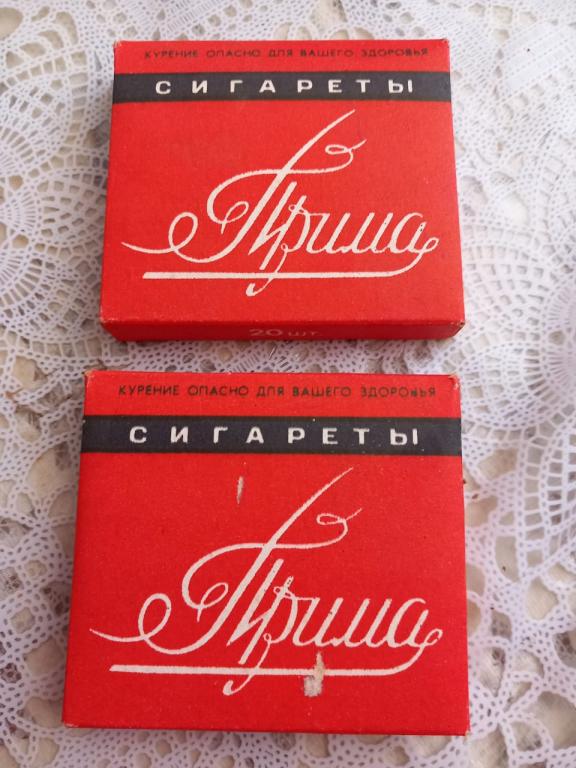 КУРЕНИЕ ОПАСНО ДЛЯ ВАШЕГО ЗДОРОВЬЯ
СИГАРЕТЫ
Прима
20 шт.
КУРЕНИЕ ОПАСНО ДЛЯ ВАШЕГО ЗДОРОВЬЯ
СИГАРЕТЫ
Прима